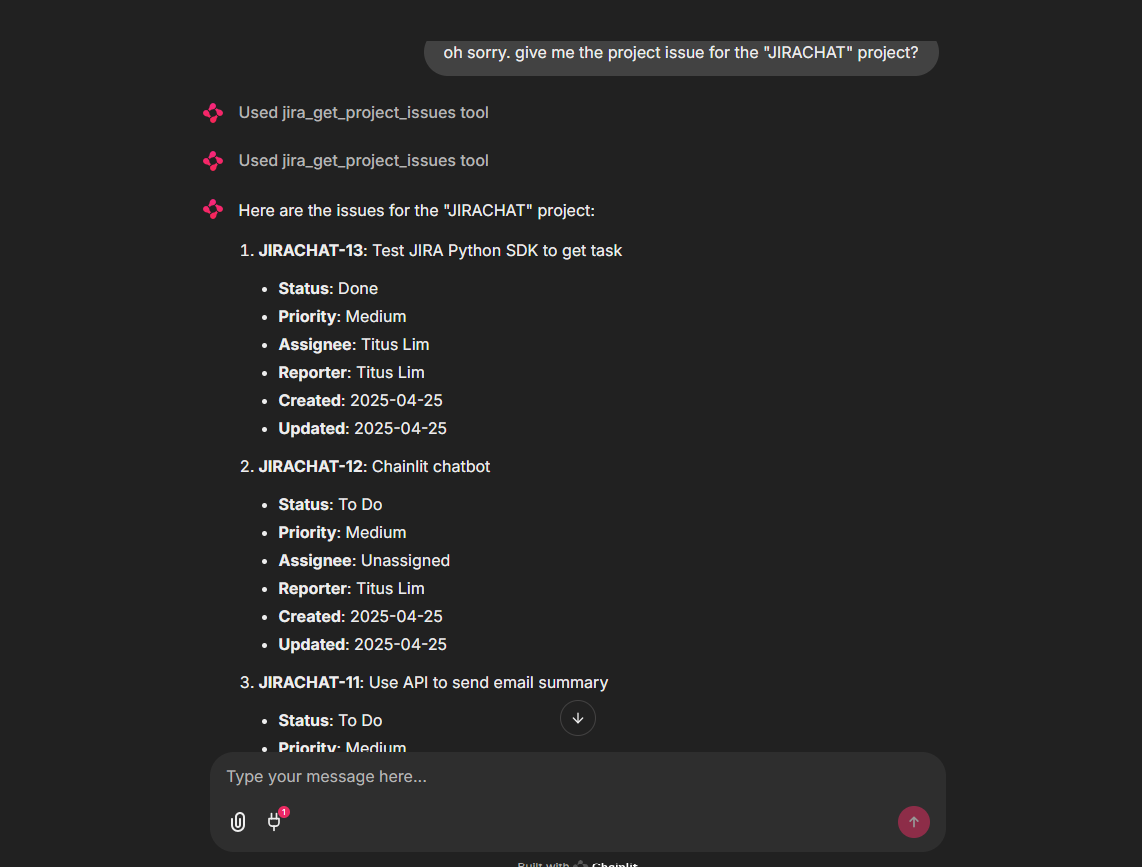 oh sorry. give me the project issue for the "JIRACHAT" project?
Used jira_get_project_issues tool
Used jira_get_project_issues tool
Here are the issues for the "JIRACHAT" project:
1. JIRACHAT-13: Test JIRA Python SDK to get task
• Status: Done
• Priority: Medium
• Assignee: Titus Lim
• Reporter: Titus Lim
• Created: 2025-04-25
• Updated: 2025-04-25
2. JIRACHAT-12: Chainlit chatbot
• Status: To Do
• Priority: Medium
• Assignee: Unassigned
• Reporter: Titus Lim
• Created: 2025-04-25
• Updated: 2025-04-25
3. JIRACHAT-11: Use API to send email summary
• Status: To Do
• Priority: Medium
Type your message here...
1
Built with Chainlit